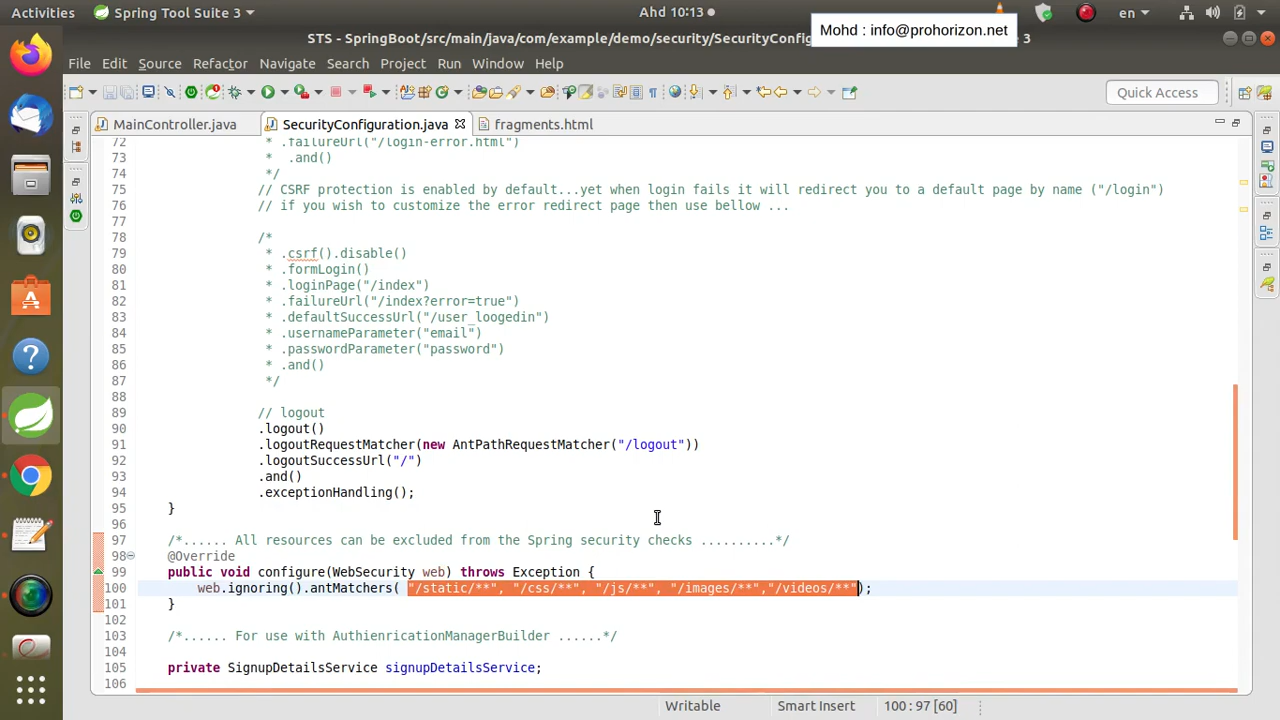 Activities
Spring Tool Suite 3
Ahd 10:13
en
Mohd : info@prohorizon.net
STS - SpringBoot/src/main/java/com/example/demo/security/SecurityConfig
3
File Edit Source Refactor Navigate Search Project Run Window Help
Quick Access
MainController.java
SecurityConfiguration.java
fragments.html
72 * .failureUrl("/login-error.html")
73 * .and()
74 */
75 // CSRF protection is enabled by default...yet when login fails it will redirect you to a default page by name ("/login")
76 // if you wish to customize the error redirect page then use bellow ...
77
78 /*
79 * .csrf().disable()
80 * .formLogin()
81 * .loginPage("/index")
82 * .failureUrl("/index?error=true")
83 * .defaultSuccessUrl("/user_loogedin")
84 * .usernameParameter("email")
85 * .passwordParameter("password")
86 * .and()
87 */
88
89 // logout
90 .logout()
91 .logoutRequestMatcher(new AntPathRequestMatcher("/logout"))
92 .logoutSuccessUrl("/")
93 .and()
94 .exceptionHandling();
95 }
96
97 /*...... All resources can be excluded from the Spring security checks ..........*/
98 @Override
99 public void configure(WebSecurity web) throws Exception {
100 web.ignoring().antMatchers( "/static/**", "/css/**", "/js/**", "/images/**","/videos/**");
101 }
102
103 /*...... For use with AuthienricationManagerBuilder ......*/
104
105 private SignupDetailsService signupDetailsService;
106
Writable Smart Insert 100 : 97 [60]